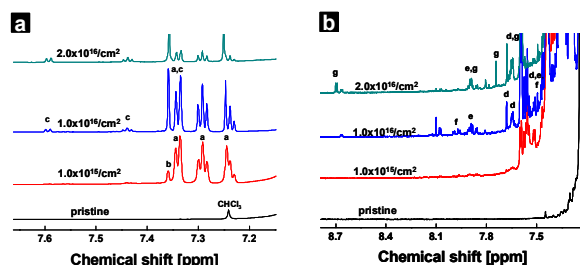 a
2.0x10¹⁶/cm²
a,c
c
c
1.0x10¹⁶/cm²
a
a
a
b
1.0x10¹⁵/cm²
CHCl₃
pristine
7.6 7.5 7.4 7.3 7.2
Chemical shift [ppm]
b
g
g
d,g
e,g
2.0x10¹⁶/cm²
d,e
f
d
d
f
e
1.0x10¹⁶/cm²
1.0x10¹⁵/cm²
pristine
8.7 8.4 8.1 7.8 7.5
Chemical shift [ppm]